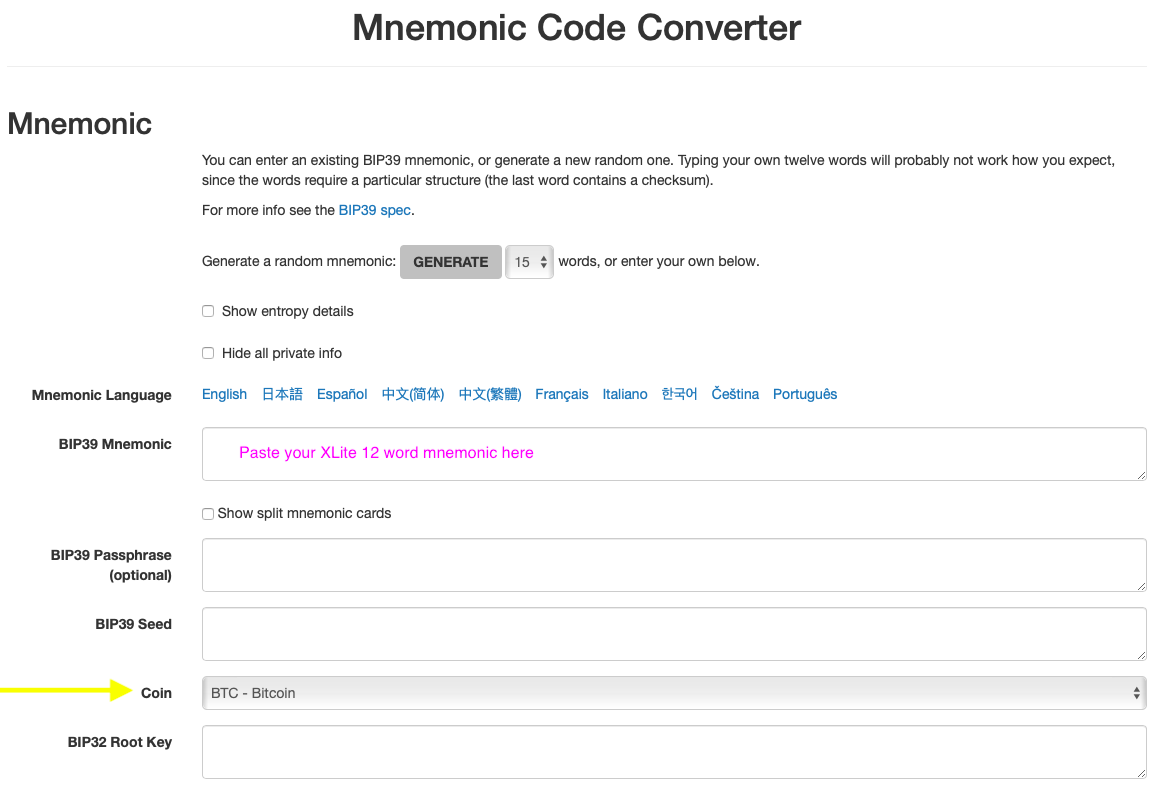 Mnemonic Code Converter
Mnemonic
You can enter an existing BIP39 mnemonic, or generate a new random one. Typing your own twelve words will probably not work how you expect,
since the words require a particular structure (the last word contains a checksum).
For more info see the BIP39 spec.
Generate a random mnemonic: GENERATE 15 words, or enter your own below.
Show entropy details
Hide all private info
Mnemonic Language English 日本語 Español 中文(简体) 中文(繁體) Français Italiano 한국어 Čeština Português
BIP39 Mnemonic Paste your XLite 12 word mnemonic here
Show split mnemonic cards
BIP39 Passphrase
(optional)
BIP39 Seed
Coin BTC - Bitcoin
BIP32 Root Key